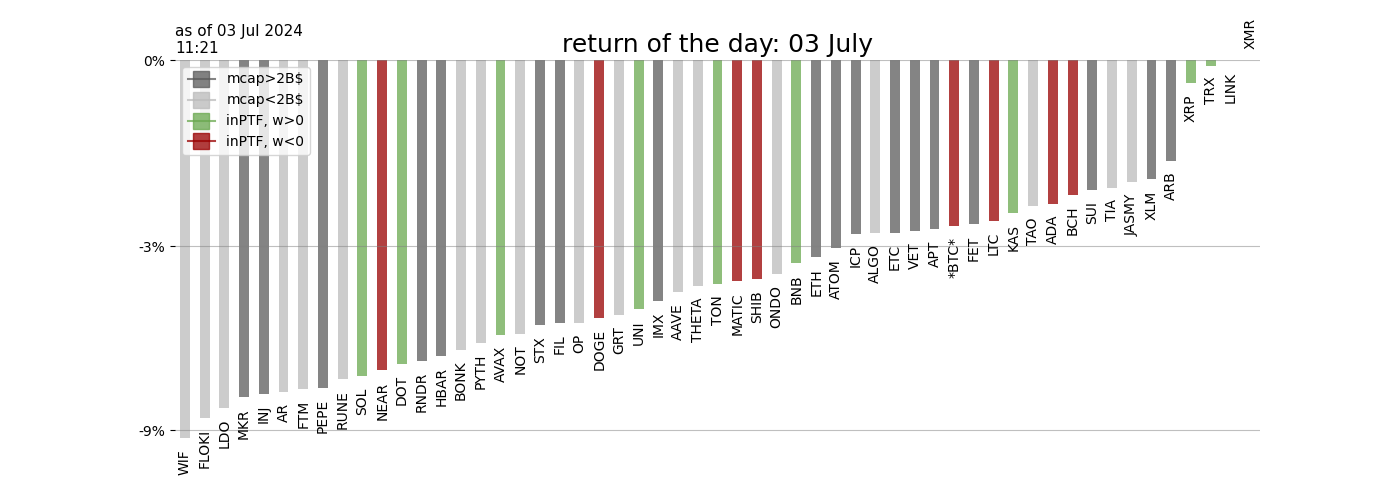 as of 03 Jul 2024
11:21
return of the day: 03 July
0%
-3%
-9%
mcap>2B$
mcap<2B$
inPTF, w>0
inPTF, w<0
WIF
FLOKI
LDO
MKR
INJ
AR
FTM
PEPE
RUNE
SOL
NEAR
DOT
RNDR
HBAR
BONK
PYTH
AVAX
NOT
STX
FIL
OP
DOGE
GRT
UNI
IMX
AAVE
THETA
TON
MATIC
SHIB
ONDO
BNB
ETH
ATOM
ICP
ALGO
ETC
VET
APT
*BTC*
FET
LTC
KAS
TAO
ADA
BCH
SUI
TIA
JASMY
XLM
ARB
XRP
TRX
LINK
XMR